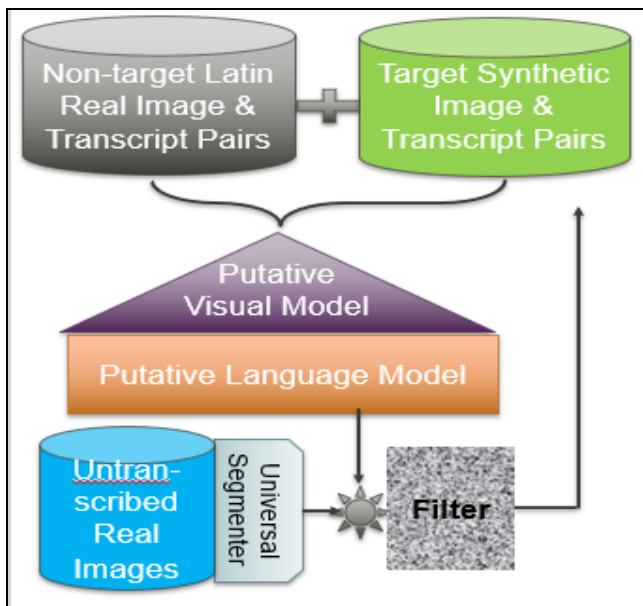 Non-target Latin
Real Image &
Transcript Pairs
Target Synthetic
Image &
Transcript Pairs
Putative
Visual Model
Putative Language Model
Untran-
scribed
Real
Images
Universal
Segmenter
Filter